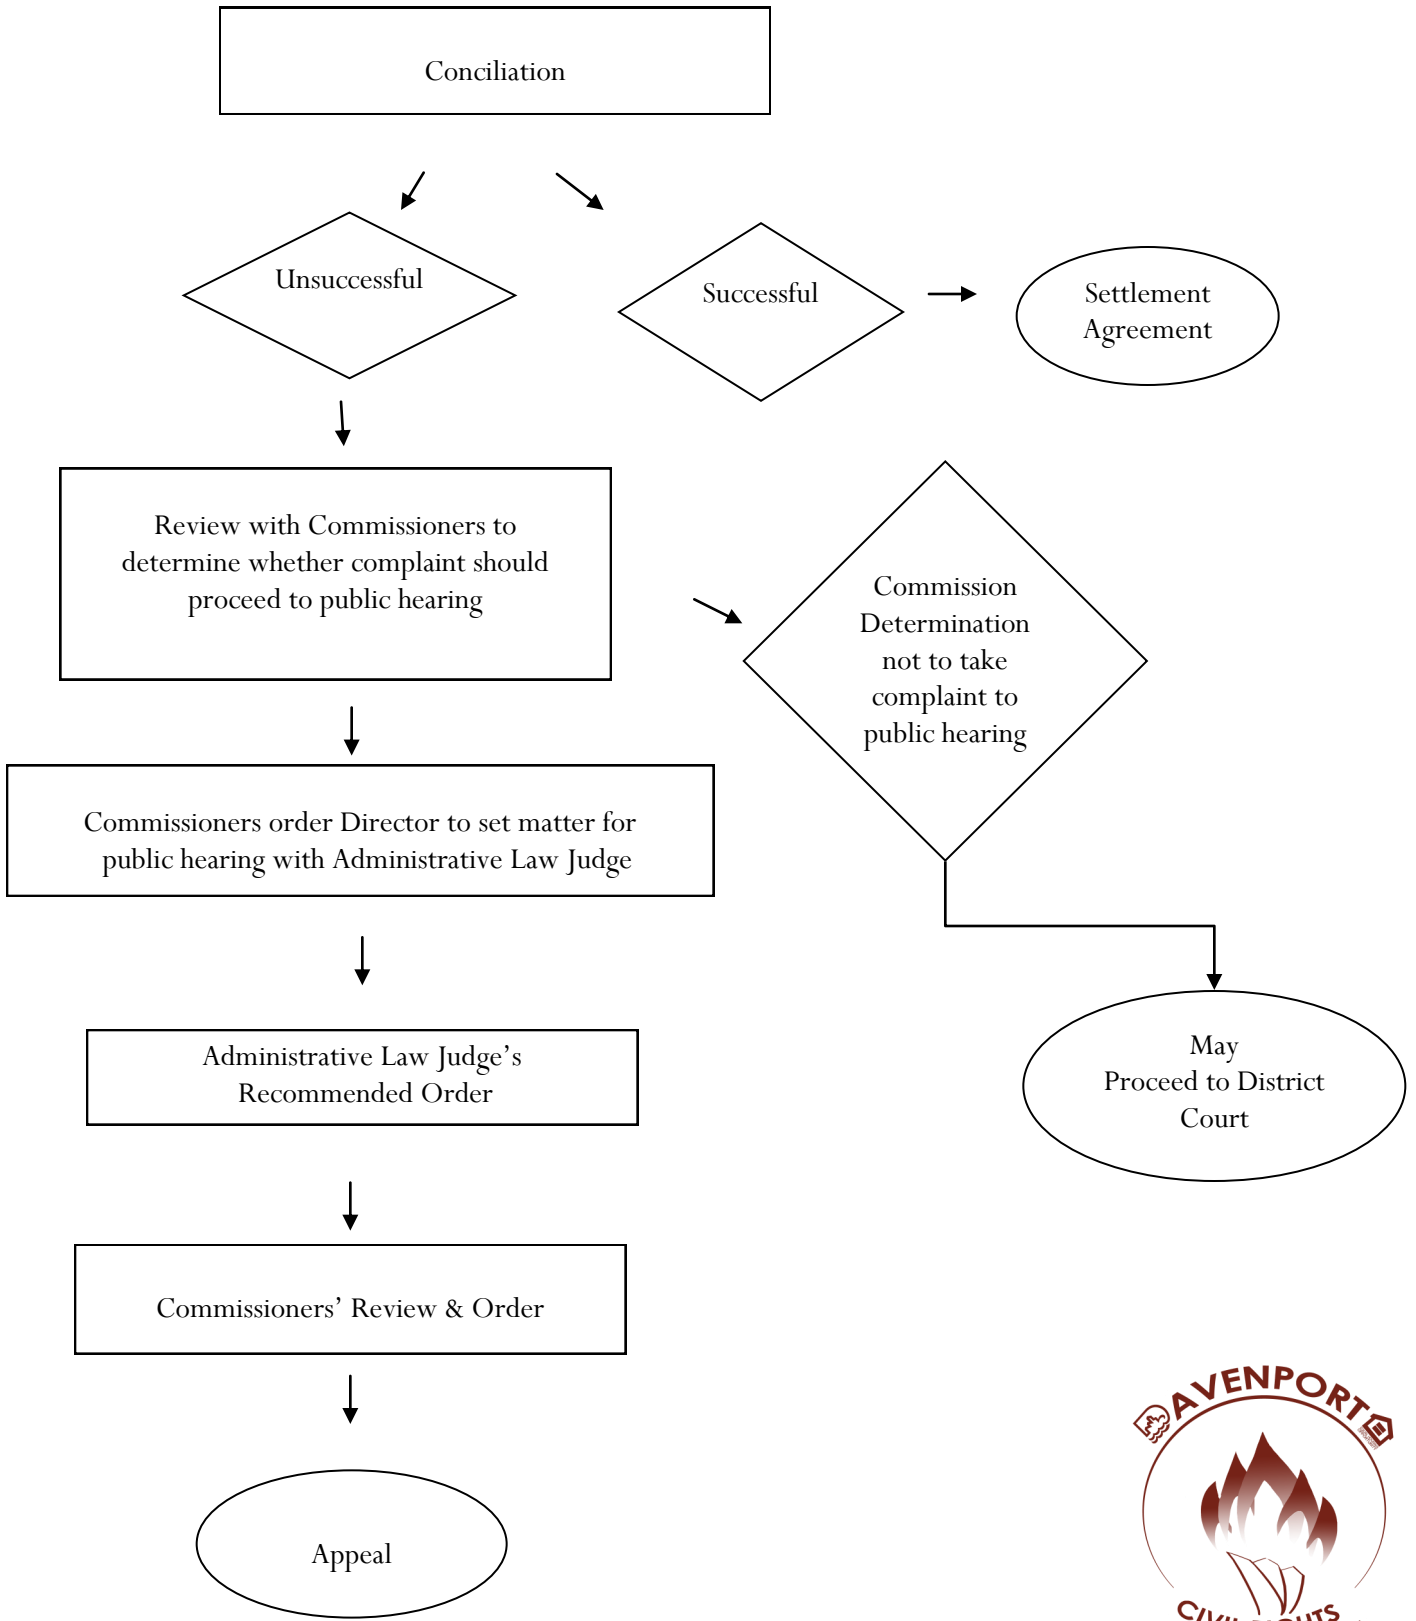 Conciliation
Unsuccessful
Successful
Settlement
Agreement
Review with Commissioners to
determine whether complaint should
proceed to public hearing
Commission
Determination
not to take
complaint to
public hearing
Commissioners order Director to set matter for
public hearing with Administrative Law Judge
Administrative Law Judge’s
Recommended Order
May
Proceed to District
Court
Commissioners’ Review & Order
Appeal
DAVENPORT
CIVIL RIGHTS